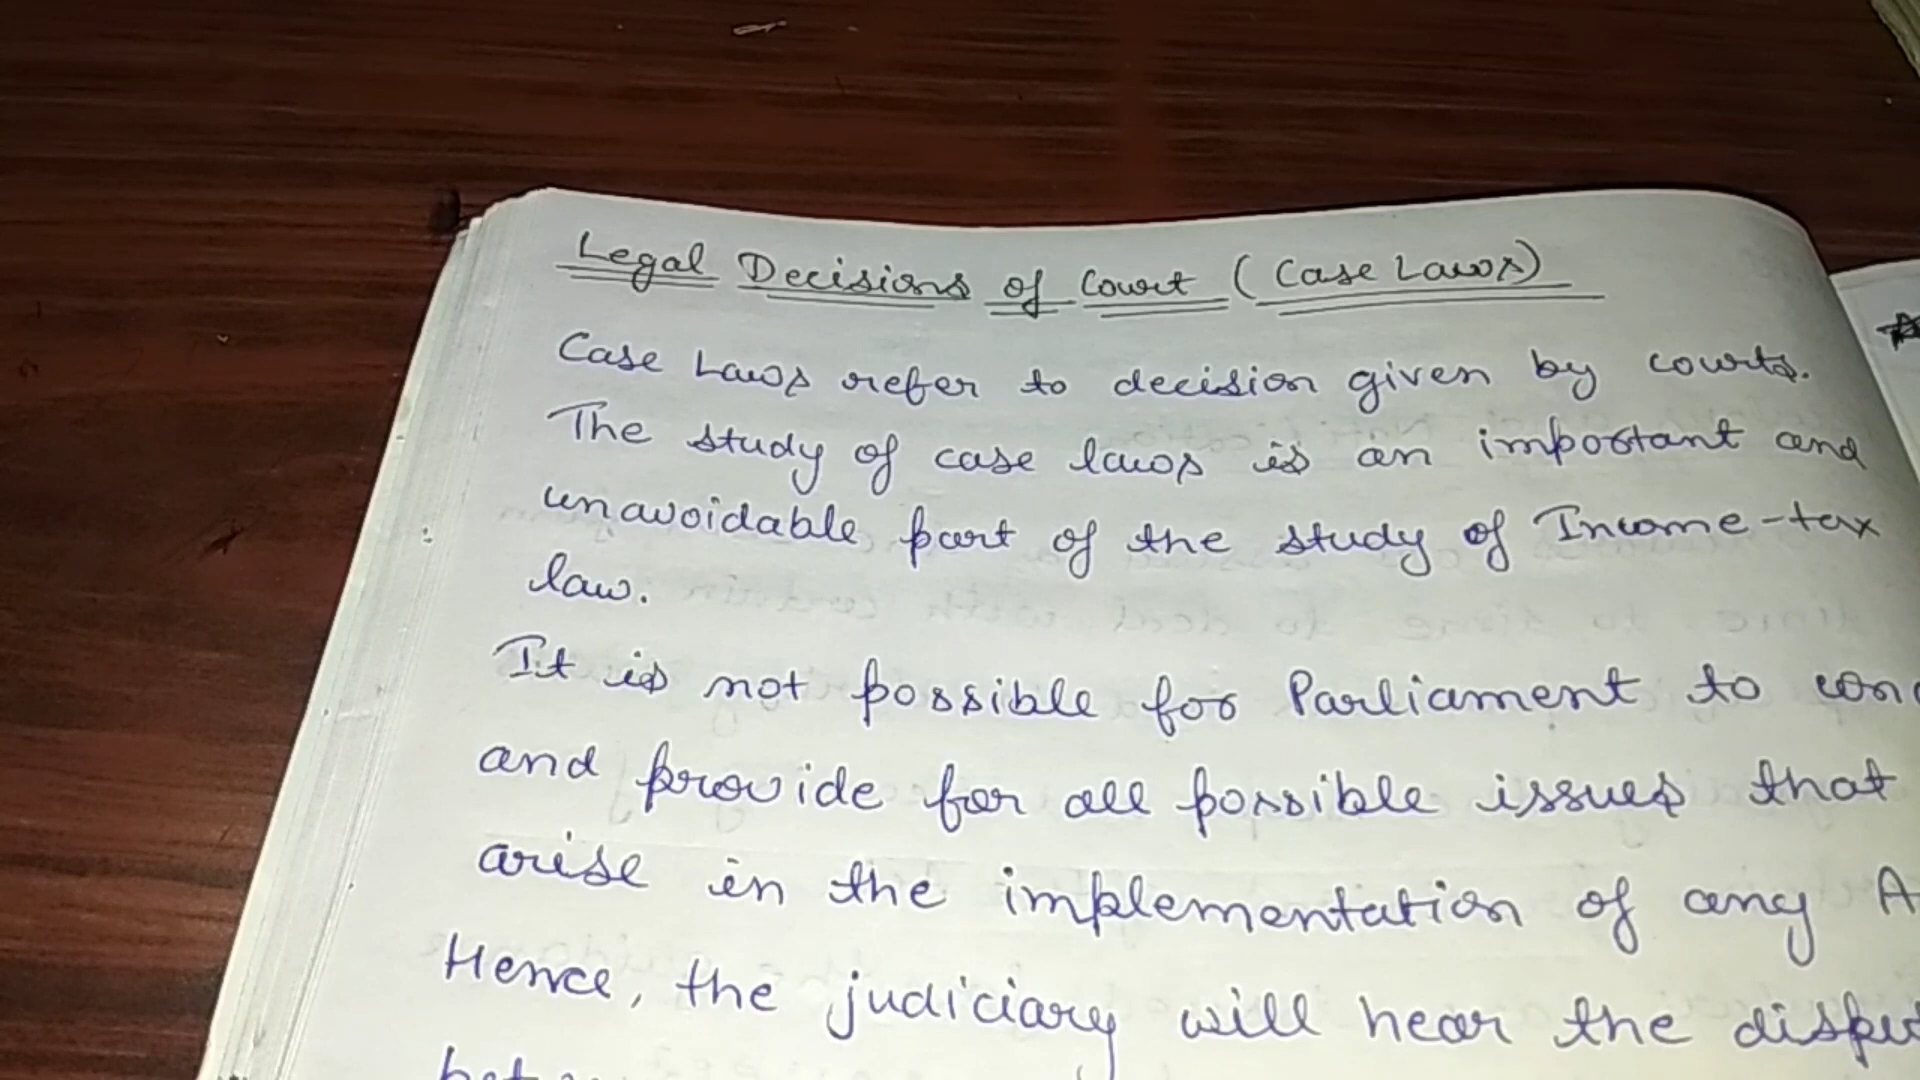 Legal Decisions of Court (Case Laws)
Case Laws refer to decision given by courts.
The study of case laws is an important and
unavoidable part of the study of Income-tax
law.
It is not possible for Parliament to
and provide for all possible issues that
arise in the implementation of any
Hence, the judiciary will hear the